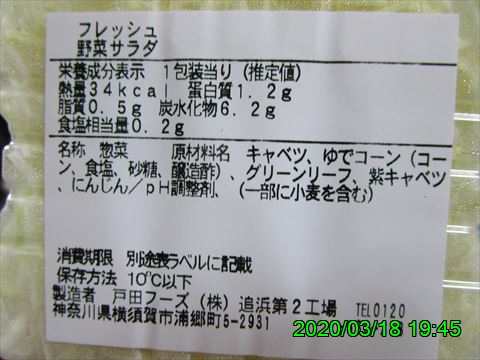 フレッシュ
野菜サラダ
栄養成分表示 1包装当り(推定値)
熱量34kcal 蛋白質1.2g
脂質0.5g 炭水化物6.2g
食塩相当量0.2g
名称 惣菜 原材料名 キャベツ、ゆでコーン(コー
ン、食塩、砂糖、醸造酢)、グリーンリーフ、紫キャベツ
、にんじん/pH調整剤、(一部に小麦を含む)
消費期限 別途表ラベルに記載
保存方法 10℃以下
製造者 戸田フーズ(株)追浜第2工場 TEL0120
神奈川県横須賀市浦郷町5-2931
2020/03/18 19:45